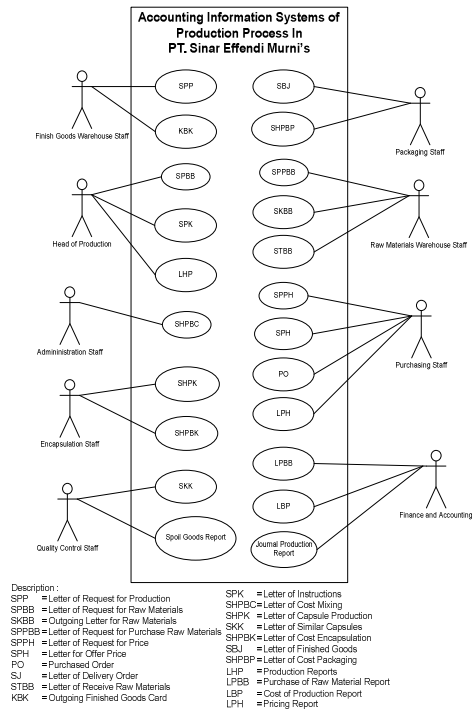 Accounting Information Systems of
Production Process In
PT. Sinar Effendi Murni's
SPP
KBK
Finish Goods Warehouse Staff
SPBB
SPK
LHP
Head of Production
SHPBC
Admininistration Staff
SHPK
SHPBK
Encapsulation Staff
SKK
Spoil Goods Report
Quality Control Staff
SBJ
SHPBP
Packaging Staff
SPPBB
SKBB
STBB
Raw Materials Warehouse Staff
SPPH
SPH
PO
LPH
Purchasing Staff
LPBB
LBP
Journal Production
Report
Finance and Accounting
Description :
SPP =Letter of Request for Production
SPBB =Letter of Request for Raw Materials
SKBB =Outgoing Letter for Raw Materials
SPPBB =Letter of Request for Purchase Raw Materials
SPPH =Letter of Request for Price
SPH =Letter for Offer Price
PO =Purchased Order
SJ =Letter of Delivery Order
STBB =Letter of Receive Raw Materials
KBK =Outgoing Finished Goods Card
SPK =Letter of Instructions
SHPBC=Letter of Cost Mixing
SHPK =Letter of Capsule Production
SKK =Letter of Similar Capsules
SHPBK=Letter of Cost Encapsulation
SBJ =Letter of Finished Goods
SHPBP=Letter of Cost Packaging
LHP =Production Reports
LPBB =Purchase of Raw Material Report
LBP =Cost of Production Report
LPH =Pricing Report